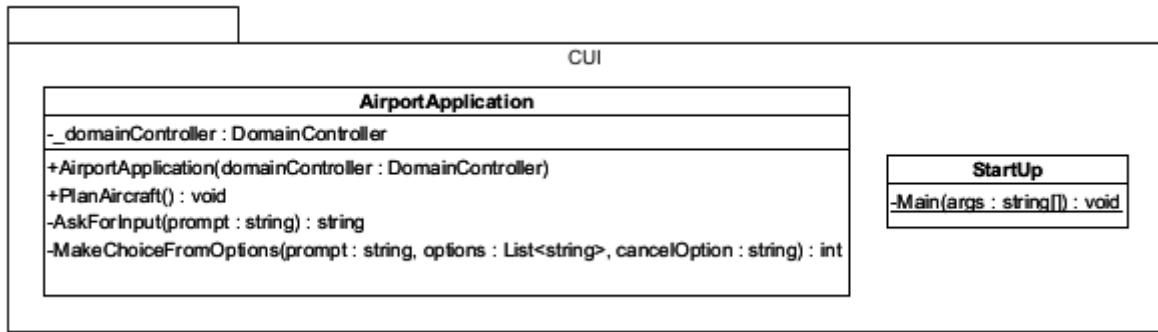 CUI
AirportApplication
-_domainController : DomainController
+AirportApplication(domainController : DomainController)
+PlanAircraft() : void
-AskForInput(prompt : string) : string
-MakeChoiceFromOptions(prompt : string, options : List<string>, cancelOption : string) : int
StartUp
-Main(args : string[]) : void